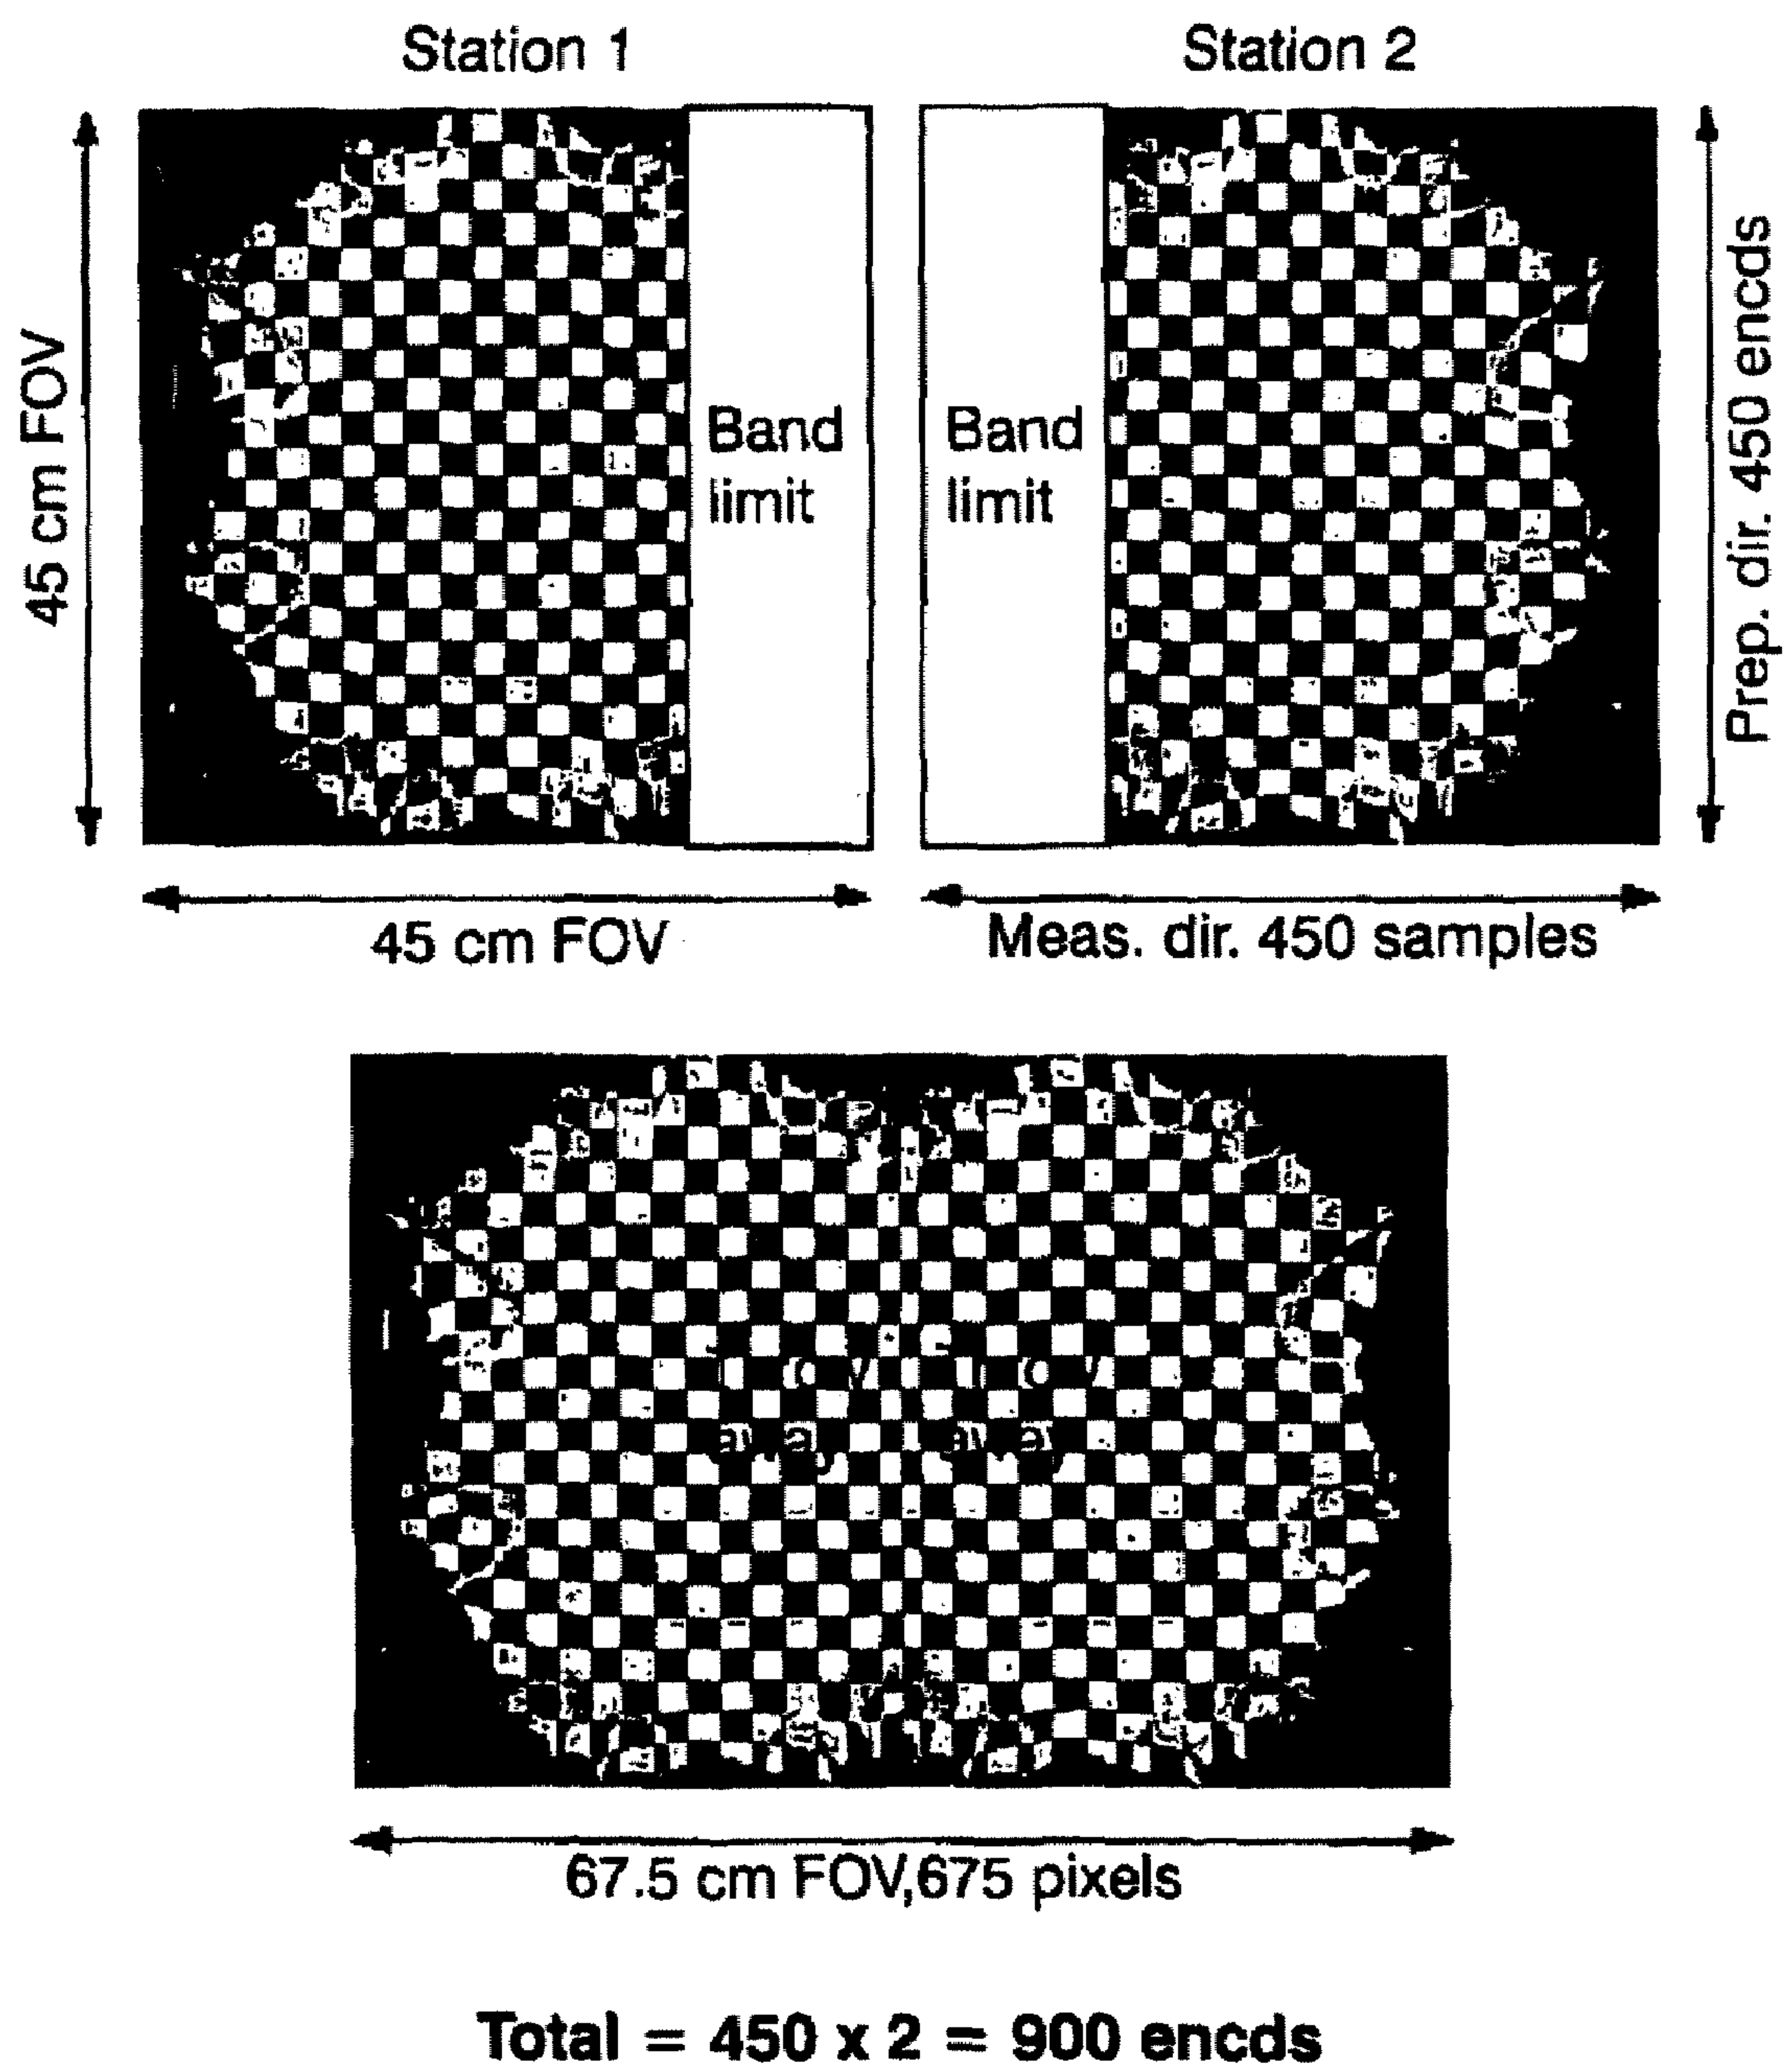 Station 1
Station 2
45 cm FOV
Band
limit
Band
limit
Prep. dir. 450 encds
45 cm FOV
Meas. dir. 450 samples
67.5 cm FOV,675 pixels
Total = 450 x 2 = 900 encds